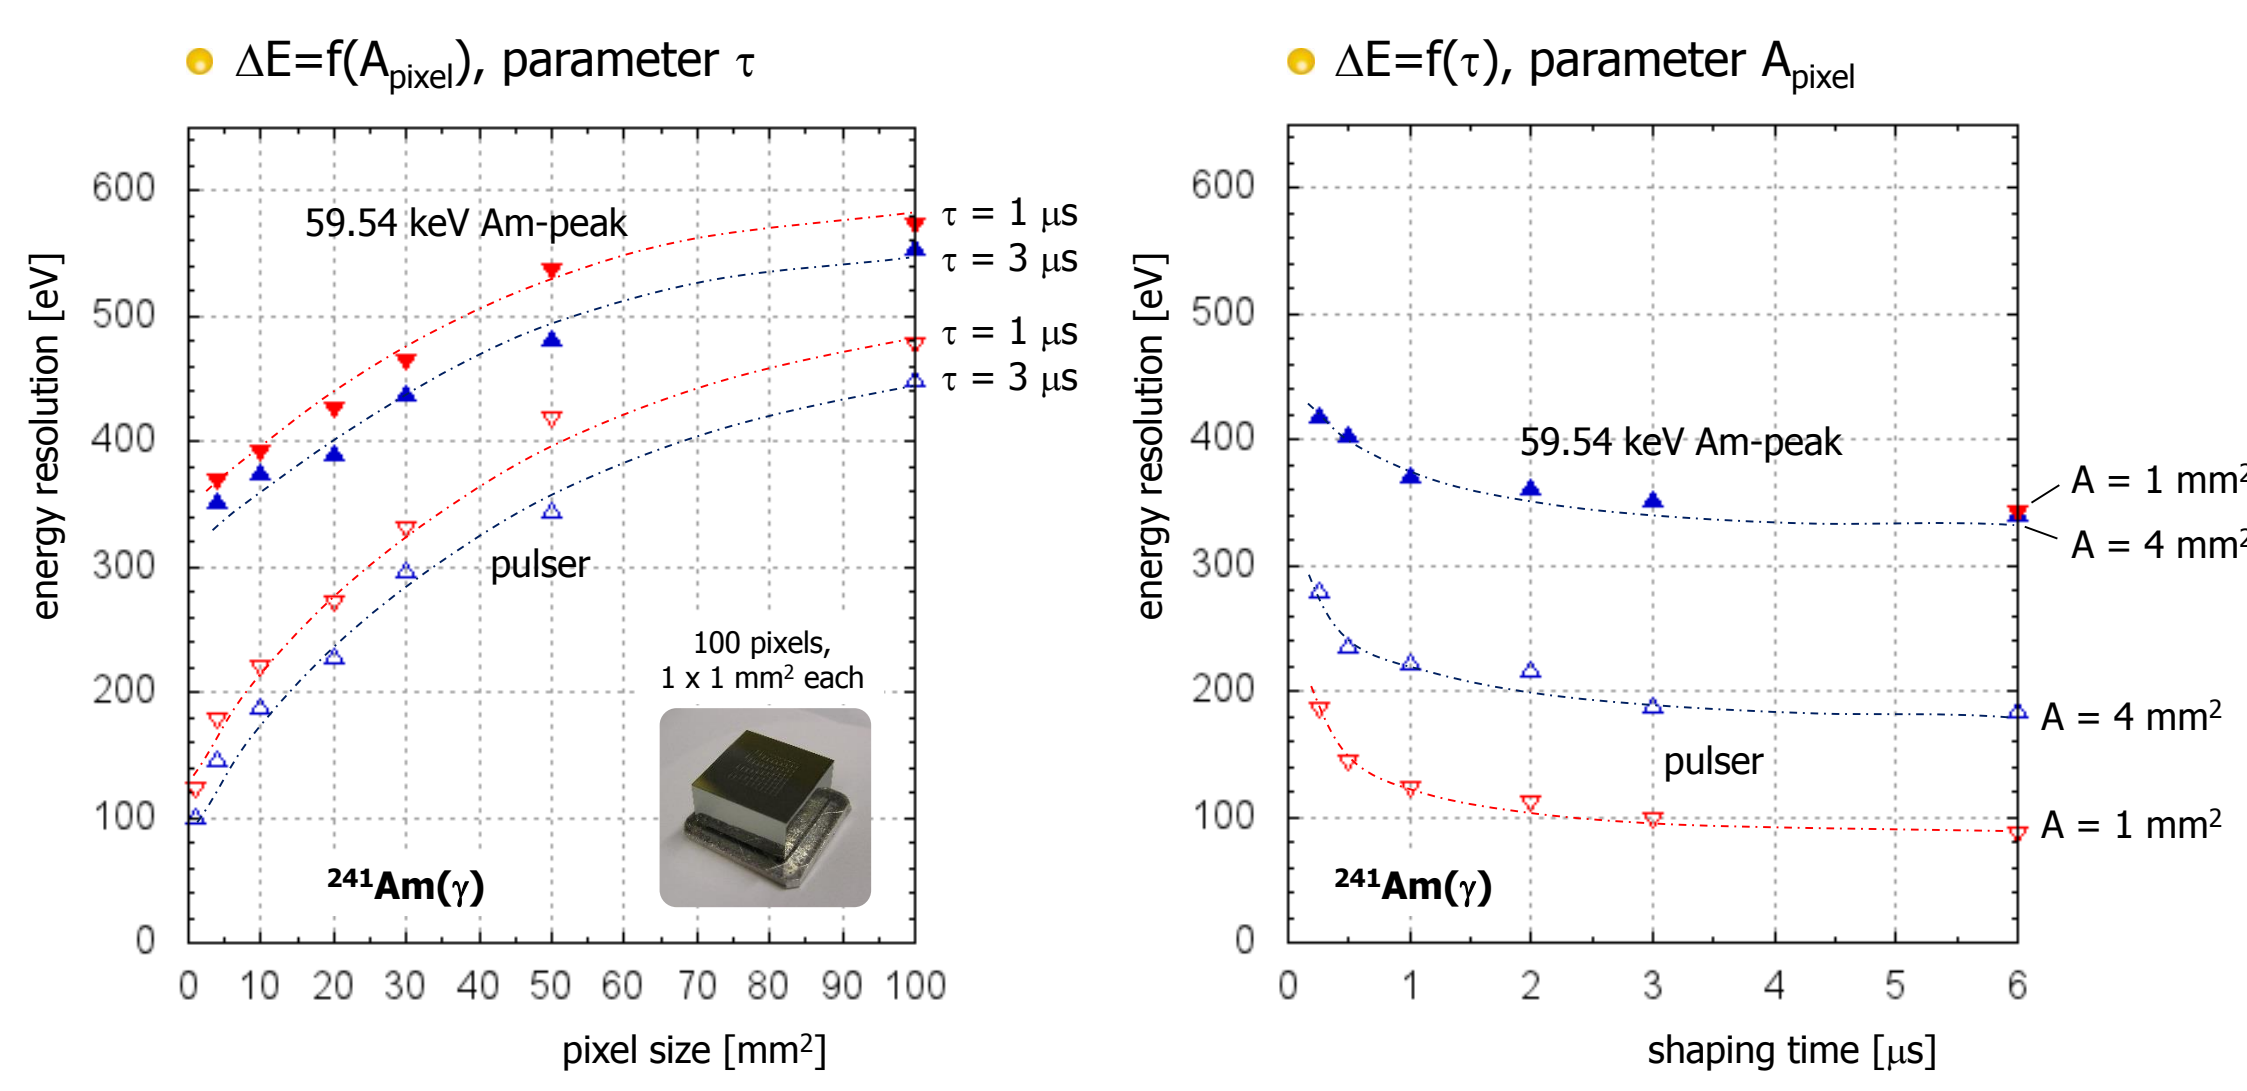 ΔE=f(A_pixel), parameter τ
600
500
400
300
200
100
0
0 10 20 30 40 50 60 70 80 90 100
energy resolution [eV]
pixel size [mm²]
59.54 keV Am-peak
τ = 1 μs
τ = 3 μs
τ = 1 μs
τ = 3 μs
pulser
100 pixels,
1 x 1 mm² each
²⁴¹Am(γ)
ΔE=f(τ), parameter A_pixel
600
500
400
300
200
100
0
0 1 2 3 4 5 6
energy resolution [eV]
shaping time [μs]
59.54 keV Am-peak
A = 1 mm²
A = 4 mm²
A = 4 mm²
pulser
A = 1 mm²
²⁴¹Am(γ)